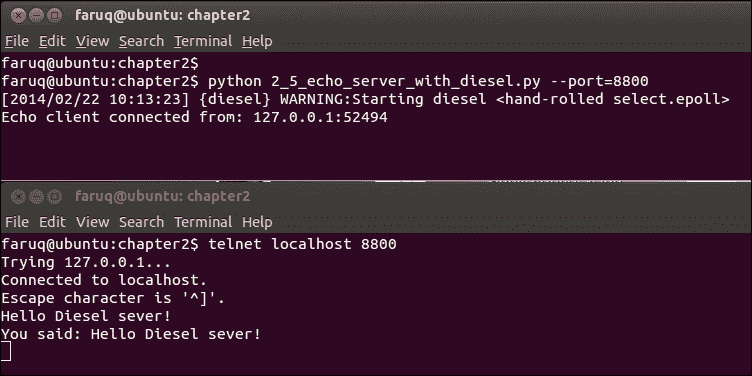 faruq@ubuntu: chapter2
File Edit View Search Terminal Help
faruq@ubuntu:chapter2$
faruq@ubuntu:chapter2$ python 2_5_echo_server_with_diesel.py --port=8800
[2014/02/22 10:13:23] {diesel} WARNING:Starting diesel <hand-rolled select.epoll>
Echo client connected from: 127.0.0.1:52494
faruq@ubuntu: chapter2
File Edit View Search Terminal Help
faruq@ubuntu:chapter2$ telnet localhost 8800
Trying 127.0.0.1...
Connected to localhost.
Escape character is '^]'.
Hello Diesel sever!
You said: Hello Diesel sever!